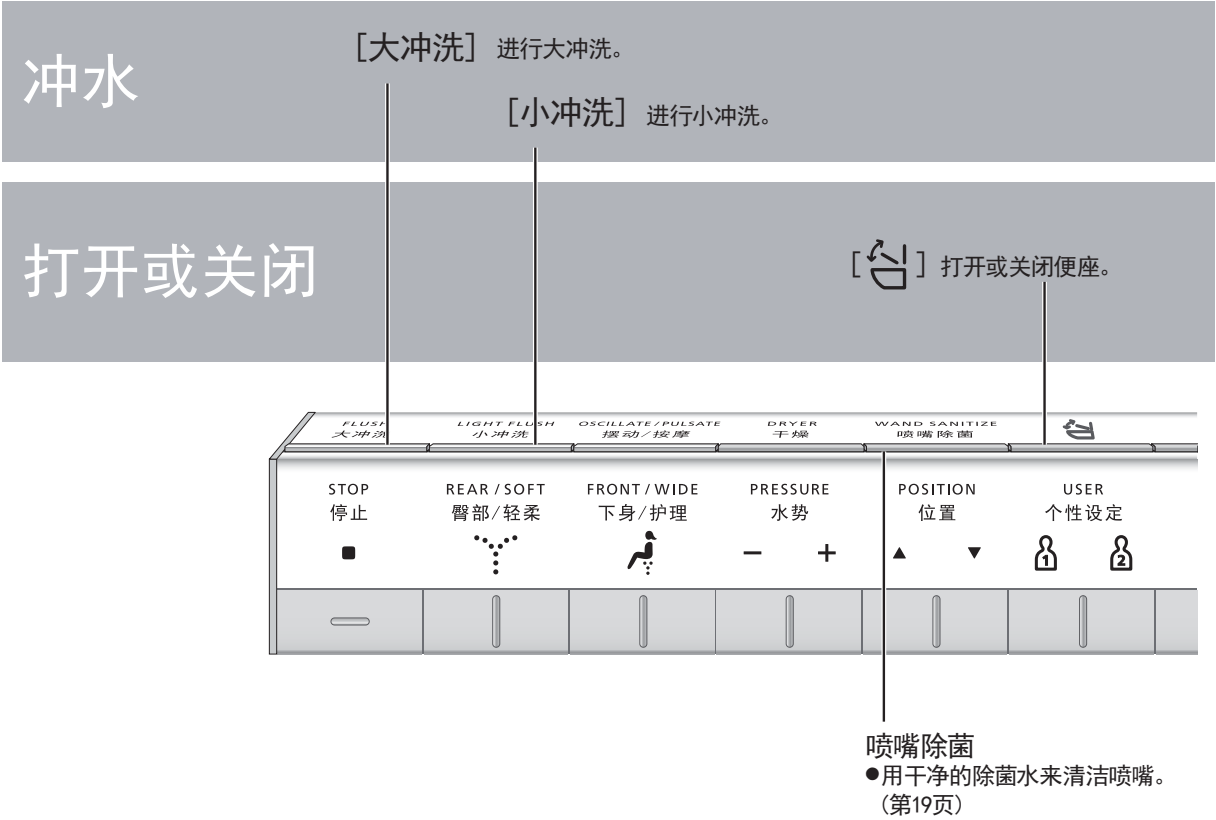 冲水
[大冲洗] 进行大冲洗。
[小冲洗] 进行小冲洗。
打开或关闭
[ ] 打开或关闭便座。
FLUSH LIGHT FLUSH OSCILLATE/PULSATE DRYER WAND SANITIZE
大冲洗 小冲洗 摆动/按摩 干燥 喷嘴除菌
STOP REAR/SOFT FRONT/WIDE PRESSURE POSITION USER
停止 臀部/轻柔 下身/护理 水势 位置 个性设定
− + ▲ ▼ 1 2
喷嘴除菌
●用干净的除菌水来清洁喷嘴。
(第19页)